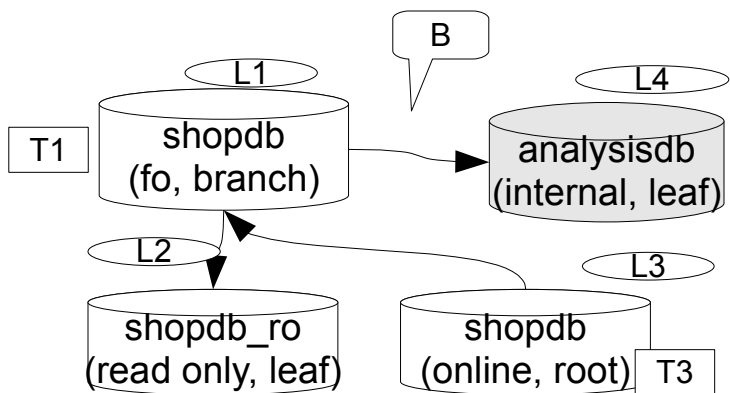 B
L1
L4
T1
shopdb
(fo, branch)
analysisdb
(internal, leaf)
L2
L3
shopdb_ro
(read only, leaf)
shopdb
(online, root)
T3